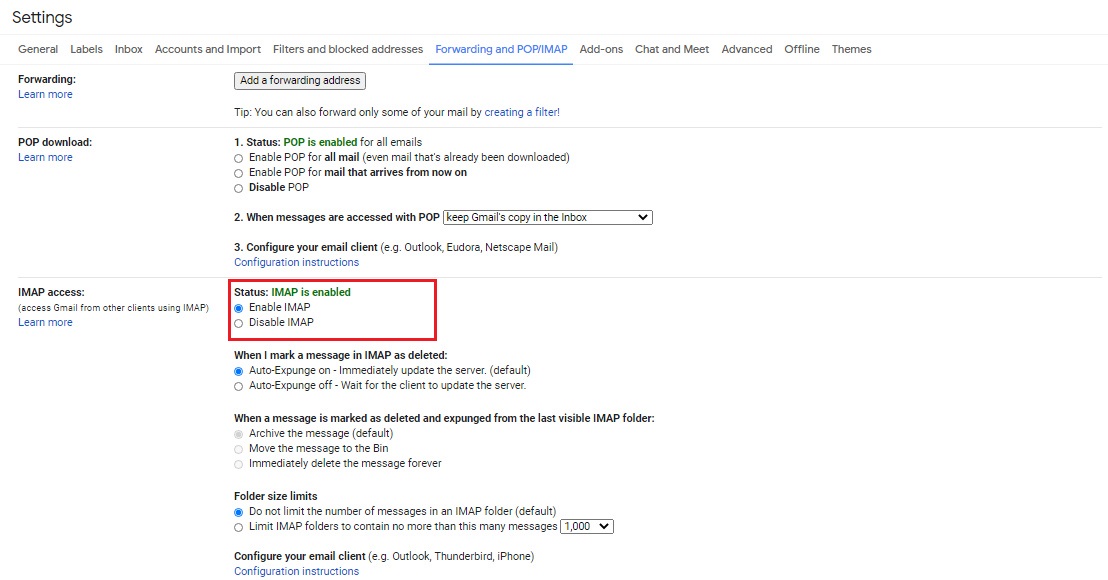 Settings
General Labels Inbox Accounts and Import Filters and blocked addresses Forwarding and POP/IMAP Add-ons Chat and Meet Advanced Offline Themes
Forwarding:
Learn more
Add a forwarding address
Tip: You can also forward only some of your mail by creating a filter!
POP download:
Learn more
1. Status: POP is enabled for all emails
Enable POP for all mail (even mail that's already been downloaded)
Enable POP for mail that arrives from now on
Disable POP
2. When messages are accessed with POP keep Gmail's copy in the Inbox
3. Configure your email client (e.g. Outlook, Eudora, Netscape Mail)
Configuration instructions
IMAP access:
(access Gmail from other clients using IMAP)
Learn more
Status: IMAP is enabled
Enable IMAP
Disable IMAP
When I mark a message in IMAP as deleted:
Auto-Expunge on - Immediately update the server. (default)
Auto-Expunge off - Wait for the client to update the server.
When a message is marked as deleted and expunged from the last visible IMAP folder:
Archive the message (default)
Move the message to the Bin
Immediately delete the message forever
Folder size limits
Do not limit the number of messages in an IMAP folder (default)
Limit IMAP folders to contain no more than this many messages 1,000
Configure your email client (e.g. Outlook, Thunderbird, iPhone)
Configuration instructions